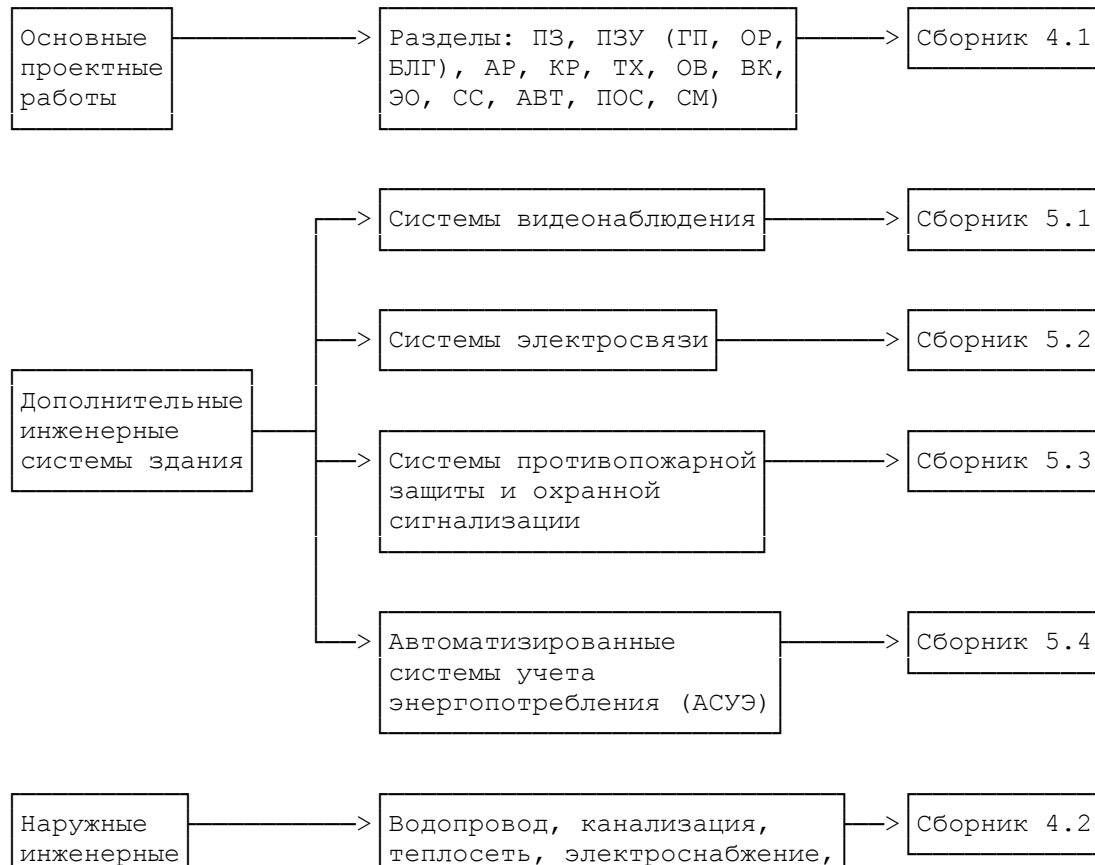 Основные
проектные
работы
Разделы: ПЗ, ПЗУ (ГП, ОР,
БЛГ), АР, КР, ТХ, ОВ, ВК,
ЭО, СС, АВТ, ПОС, СМ)
Сборник 4.1
Дополнительные
инженерные
системы здания
Системы видеонаблюдения
Сборник 5.1
Системы электросвязи
Сборник 5.2
Системы противопожарной
защиты и охранной
сигнализации
Сборник 5.3
Автоматизированные
системы учета
энергопотребления (АСУЭ)
Сборник 5.4
Наружные
инженерные
Водопровод, канализация,
теплосеть, электроснабжение,
Сборник 4.2